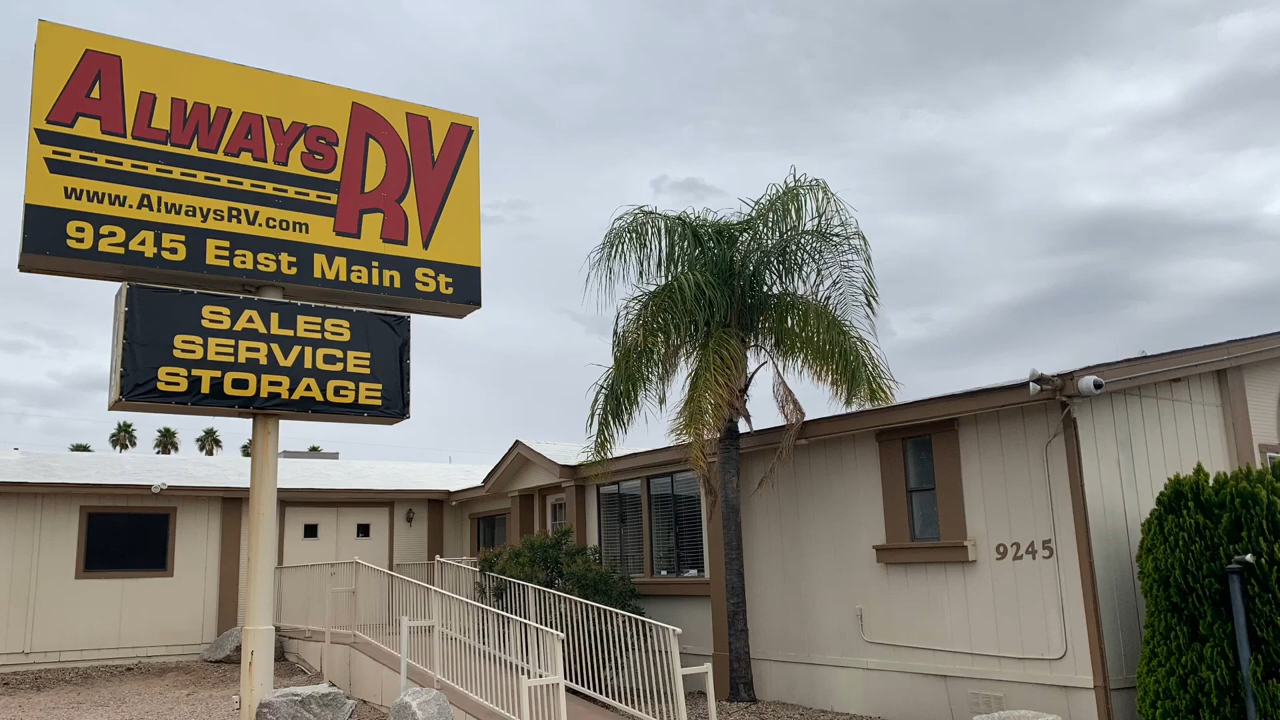 ALWAYS RV
www.AlwaysRV.com
9245 East Main St
SALES
SERVICE
STORAGE
9245